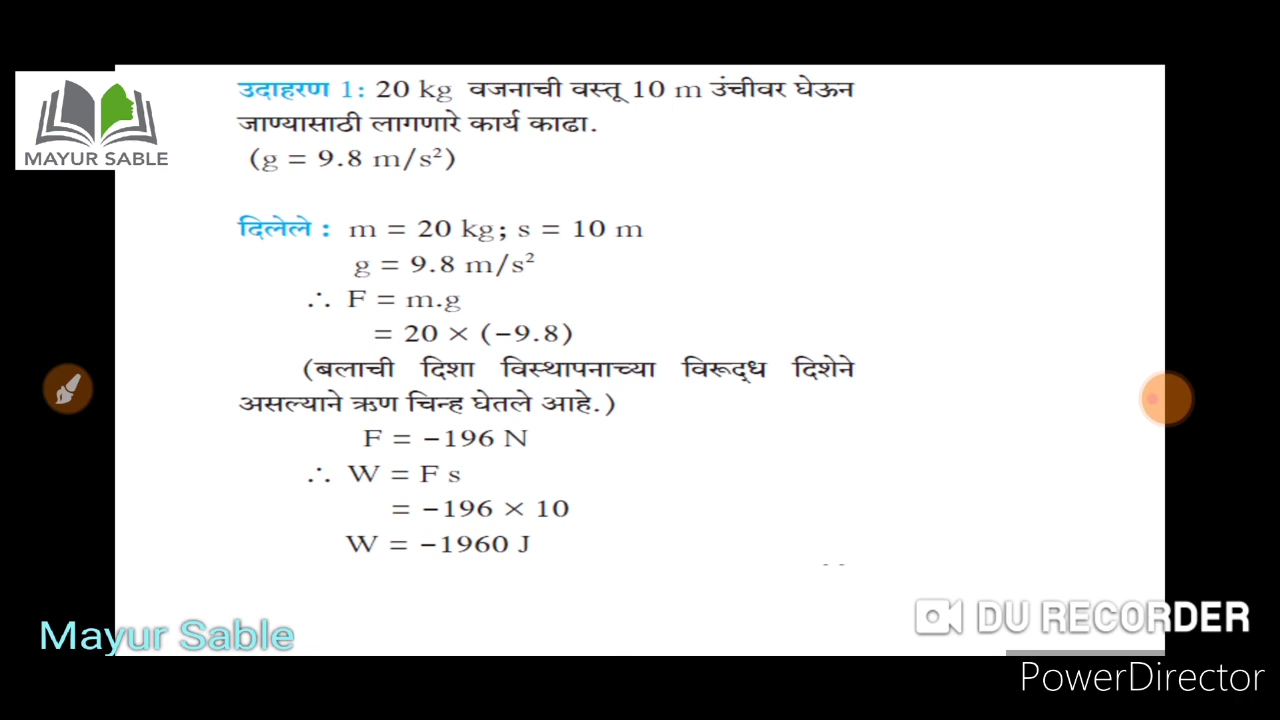 उदाहरण 1: 20 kg वजनाची वस्तू 10 m उंचीवर घेऊन
जाण्यासाठी लागणारे कार्य काढा.
(g = 9.8 m/s²)
MAYUR SABLE
दिलेले : m = 20 kg; s = 10 m
g = 9.8 m/s²
∴ F = m.g
= 20 × (−9.8)
(बलाची दिशा विस्थापनाच्या विरूद्ध दिशेने
असल्याने ऋण चिन्ह घेतले आहे.)
F = −196 N
∴ W = F s
= −196 × 10
W = −1960 J
DU RECORDER
Mayur Sable
PowerDirector